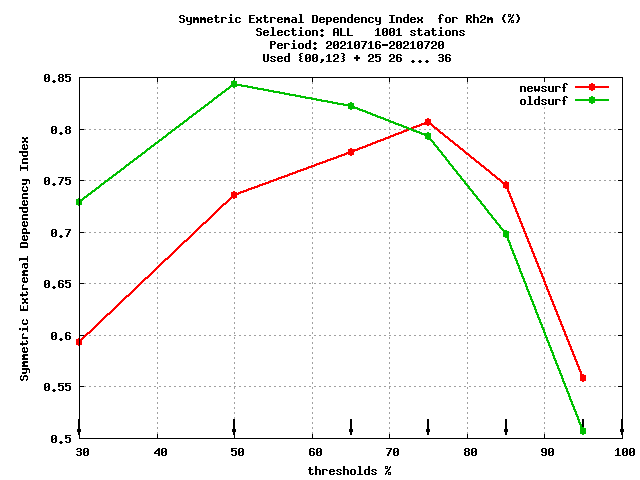 Symmetric Extremal Dependency Index  for Rh2m (%)
Selection: ALL   1001 stations
Period: 20210716-20210720
Used {00,12} + 25 26 ... 36
newsurf
oldsurf
Symmetric Extremal Dependency Index
0.85
0.8
0.75
0.7
0.65
0.6
0.55
0.5
30 40 50 60 70 80 90 100
thresholds %